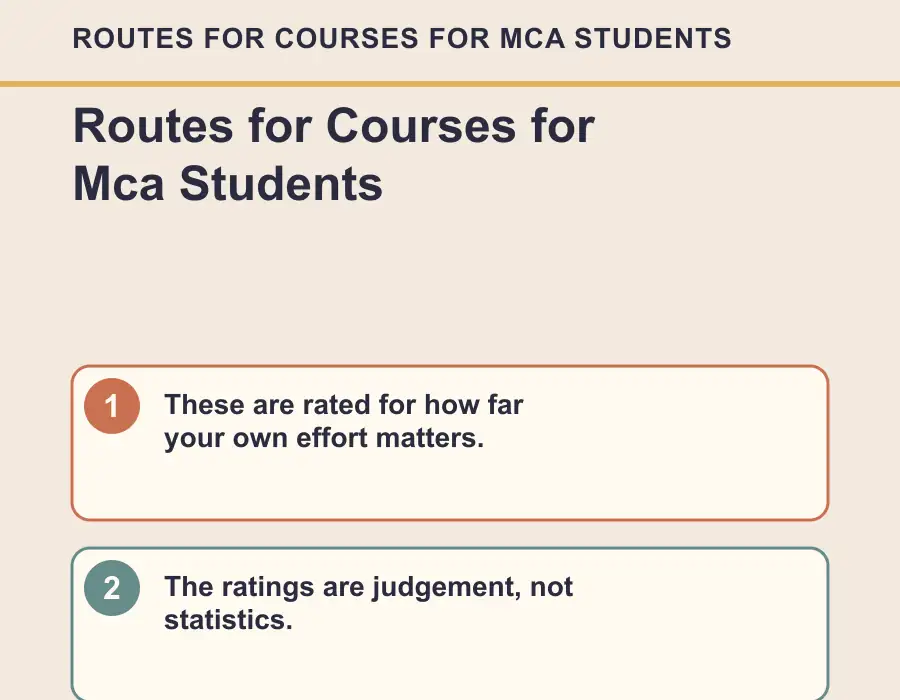 ROUTES FOR COURSES FOR MCA STUDENTS
Routes for Courses for
Mca Students
1
These are rated for how far
your own effort matters.
2
The ratings are judgement, not
statistics.